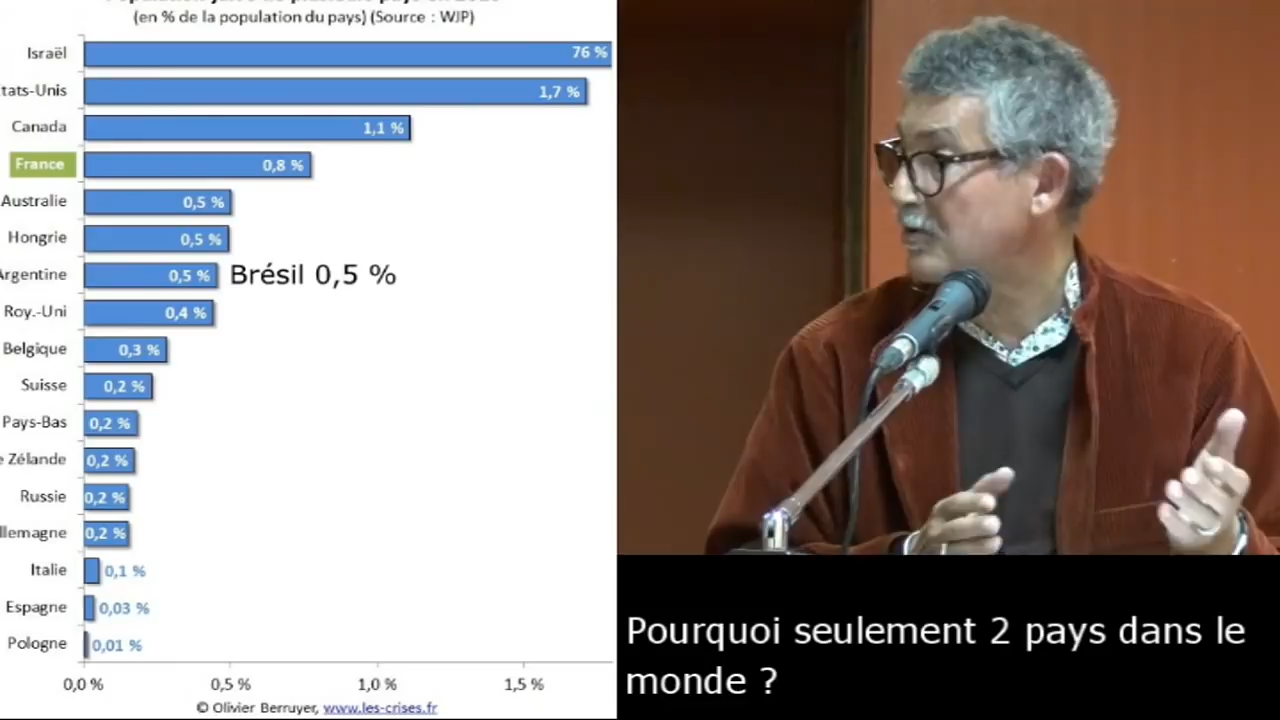 (en % de la population du pays) (Source : WJP)
Israël 76 %
tats-Unis 1,7 %
Canada 1,1 %
France 0,8 %
Australie 0,5 %
Hongrie 0,5 %
Argentine 0,5 % Brésil 0,5 %
Roy.-Uni 0,4 %
Belgique 0,3 %
Suisse 0,2 %
Pays-Bas 0,2 %
e Zélande 0,2 %
Russie 0,2 %
llemagne 0,2 %
Italie 0,1 %
Espagne 0,03 %
Pologne 0,01 %
0,0 % 0,5 % 1,0 % 1,5 %
© Olivier Berruyer, www.les-crises.fr
Pourquoi seulement 2 pays dans le
monde ?